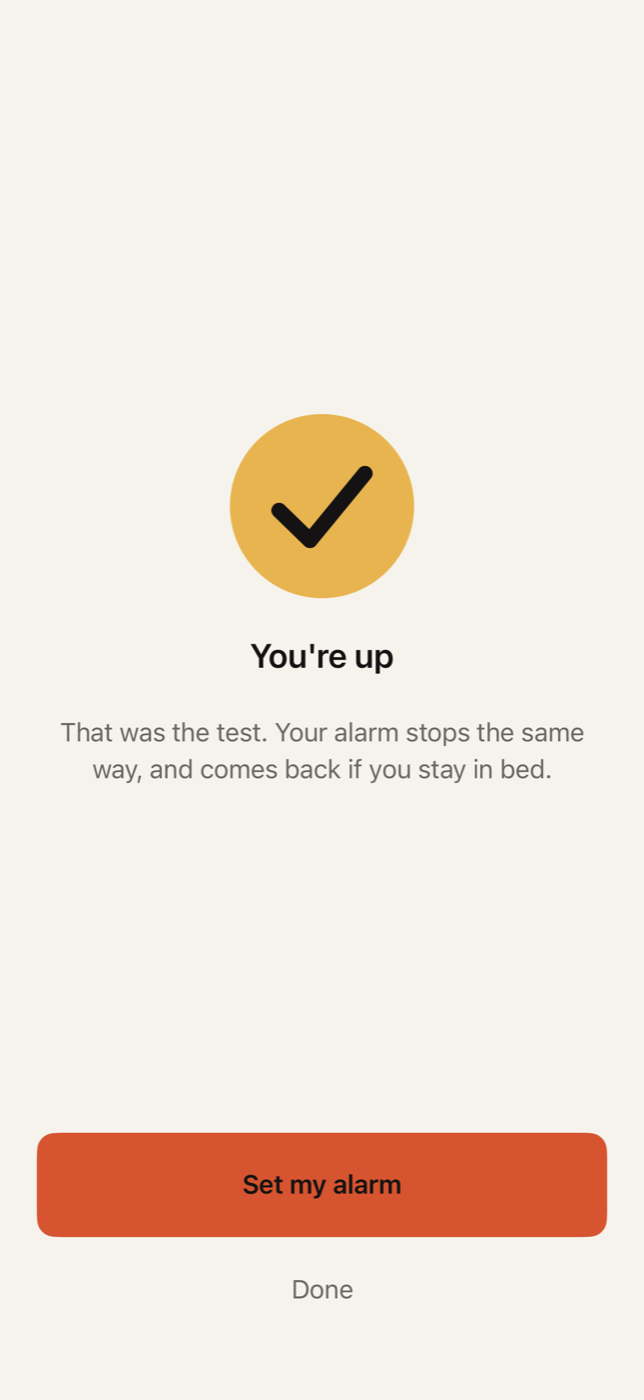 You're up
That was the test. Your alarm stops the same
way, and comes back if you stay in bed.
Set my alarm
Done